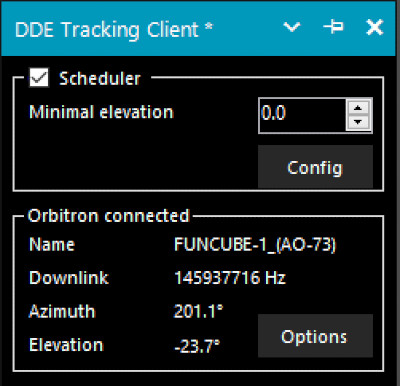 DDE Tracking Client *
Scheduler
Minimal elevation 0.0
Config
Orbitron connected
Name FUNCUBE-1_(AO-73)
Downlink 145937716 Hz
Azimuth 201.1°
Elevation -23.7°
Options